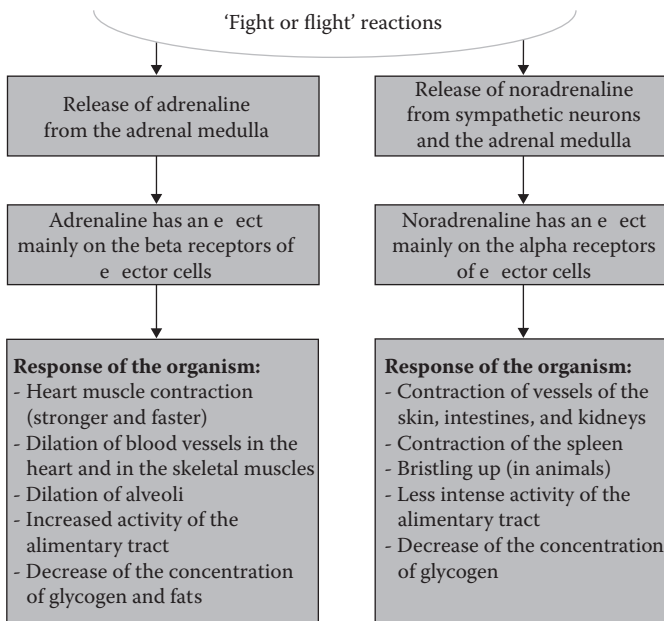 ‘Fight or flight’ reactions
Release of adrenaline
from the adrenal medulla
Adrenaline has an e ect
mainly on the beta receptors of
e ector cells
Response of the organism:
- Heart muscle contraction
(stronger and faster)
- Dilation of blood vessels in the
heart and in the skeletal muscles
- Dilation of alveoli
- Increased activity of the
alimentary tract
- Decrease of the concentration
of glycogen and fats
Release of noradrenaline
from sympathetic neurons
and the adrenal medulla
Noradrenaline has an e ect
mainly on the alpha receptors
of e ector cells
Response of the organism:
- Contraction of vessels of the
skin, intestines, and kidneys
- Contraction of the spleen
- Bristling up (in animals)
- Less intense activity of the
alimentary tract
- Decrease of the concentration
of glycogen